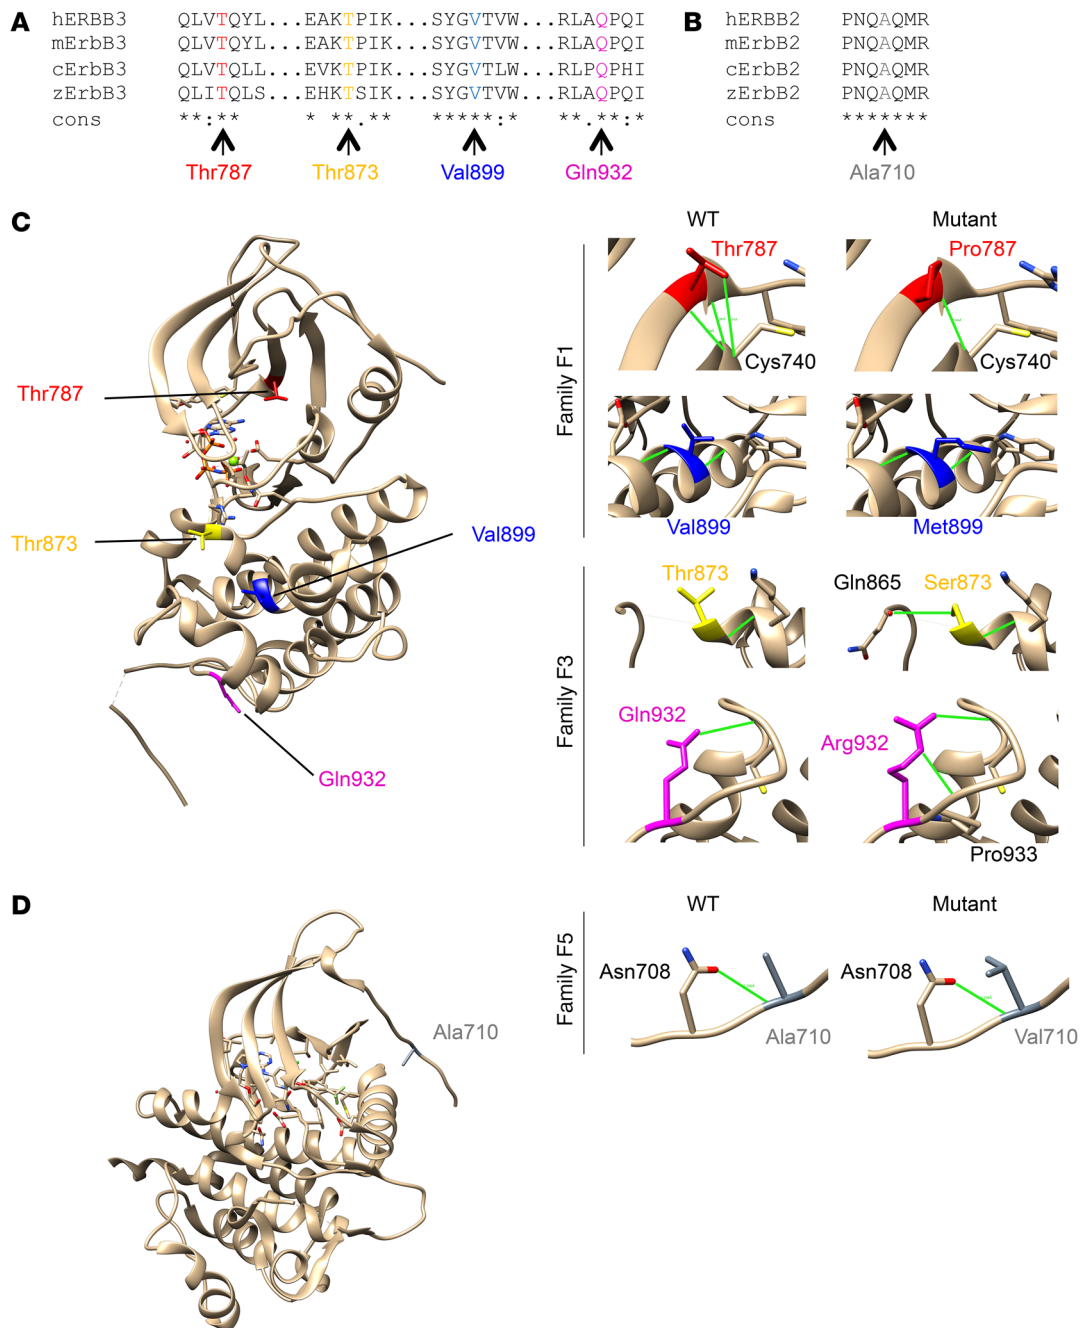 A
hERBB3 QLVTQYL...EAKTPIK...SYGVTVW...RLAQPQI
mErbB3 QLVTQYL...EAKTPIK...SYGVTVW...RLAQPQI
cErbB3 QLVTQLL...EVKTPIK...SYGVTLW...RLPQPHI
zErbB3 QLITQLS...EHKTSIK...SYGVTVW...RLAQPQI
cons **:** * **.** *****:* **.**:*
Thr787 Thr873 Val899 Gln932
B
hERBB2 PNQAQMR
mErbB2 PNQAQMR
cErbB2 PNQAQMR
zErbB2 PNQAQMR
cons *******
Ala710
C
Thr787
Thr873
Val899
Gln932
WT Mutant
Family F1
Thr787 Pro787
Cys740 Cys740
Val899 Met899
Family F3
Thr873 Gln865 Ser873
Gln932 Arg932
Pro933
D
Ala710
WT Mutant
Family F5
Asn708 Asn708
Ala710 Val710